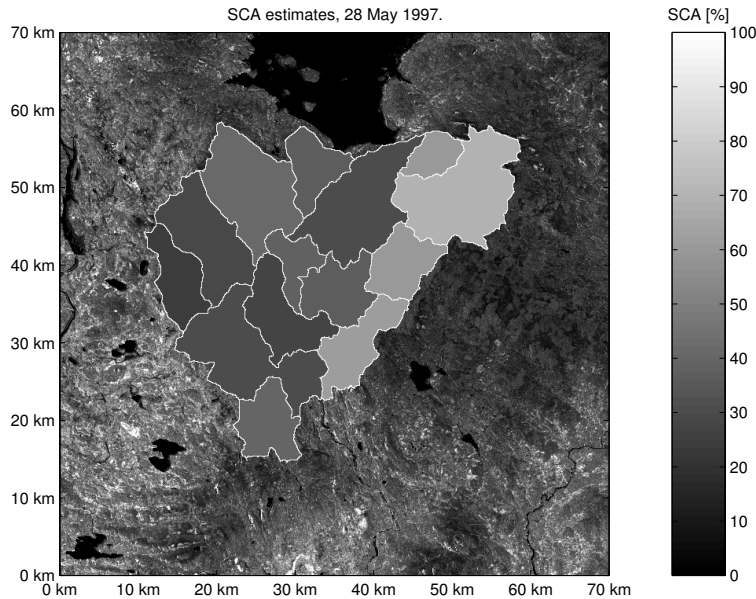 SCA estimates, 28 May 1997.
SCA [%]
70 km
60 km
50 km
40 km
30 km
20 km
10 km
0 km
0 km 10 km 20 km 30 km 40 km 50 km 60 km 70 km
100
90
80
70
60
50
40
30
20
10
0